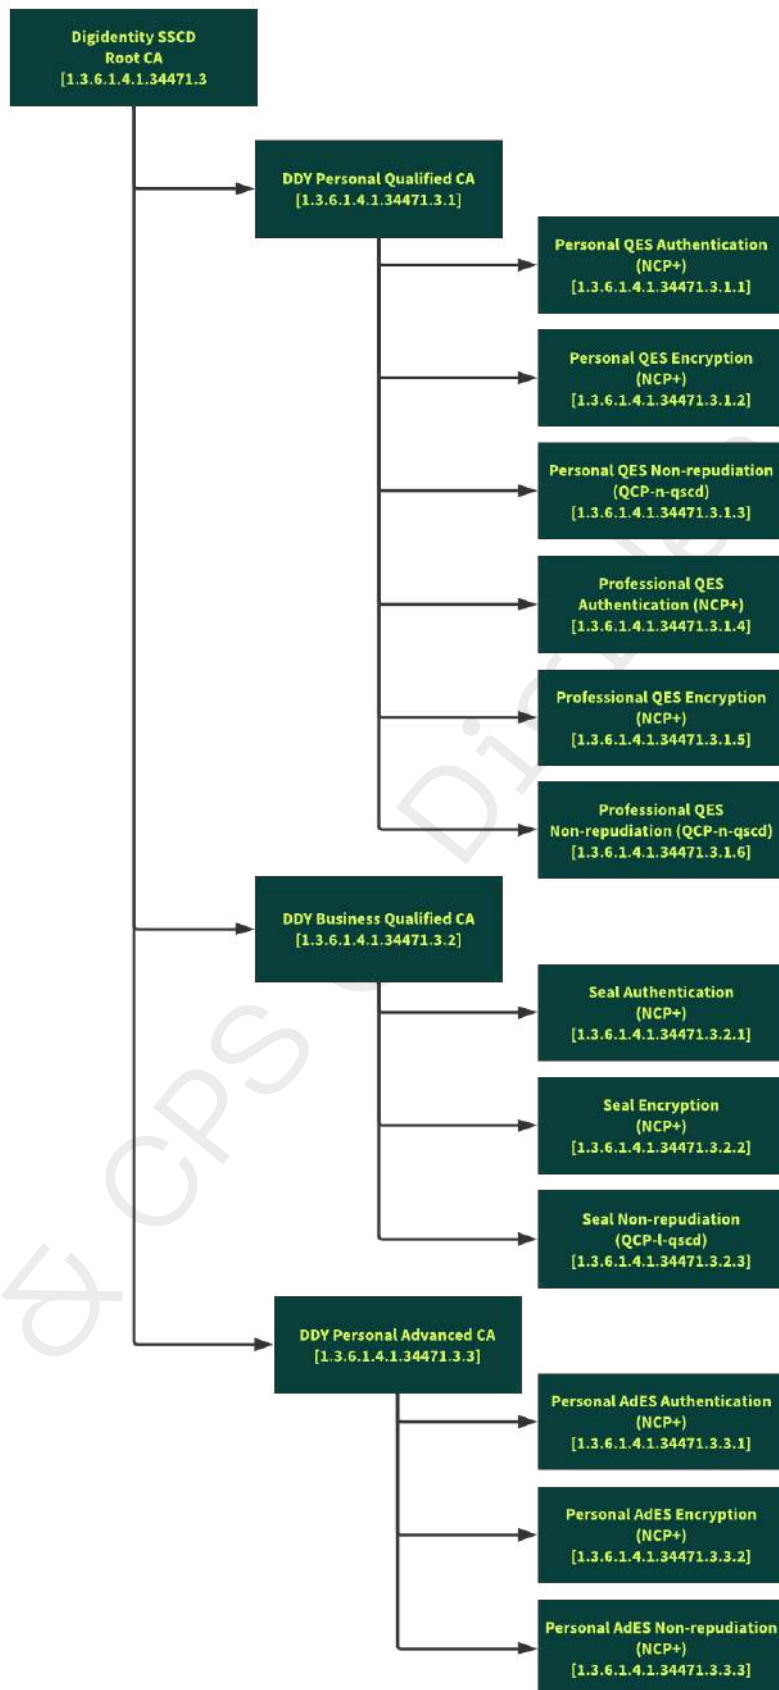 Digidentity SSCD
Root CA
[1.3.6.1.4.1.34471.3
DDY Personal Qualified CA
[1.3.6.1.4.1.34471.3.1]
Personal QES Authentication
(NCP+)
[1.3.6.1.4.1.34471.3.1.1]
Personal QES Encryption
(NCP+)
[1.3.6.1.4.1.34471.3.1.2]
Personal QES Non-repudiation
(QCP-n-qscd)
[1.3.6.1.4.1.34471.3.1.3]
Professional QES
Authentication (NCP+)
[1.3.6.1.4.1.34471.3.1.4]
Professional QES Encryption
(NCP+)
[1.3.6.1.4.1.34471.3.1.5]
Professional QES
Non-repudiation (QCP-n-qscd)
[1.3.6.1.4.1.34471.3.1.6]
DDY Business Qualified CA
[1.3.6.1.4.1.34471.3.2]
Seal Authentication
(NCP+)
[1.3.6.1.4.1.34471.3.2.1]
Seal Encryption
(NCP+)
[1.3.6.1.4.1.34471.3.2.2]
Seal Non-repudiation
(QCP-l-qscd)
[1.3.6.1.4.1.34471.3.2.3]
DDY Personal Advanced CA
[1.3.6.1.4.1.34471.3.3]
Personal AdES Authentication
(NCP+)
[1.3.6.1.4.1.34471.3.3.1]
Personal AdES Encryption
(NCP+)
[1.3.6.1.4.1.34471.3.3.2]
Personal AdES Non-repudiation
(NCP+)
[1.3.6.1.4.1.34471.3.3.3]
& CPS